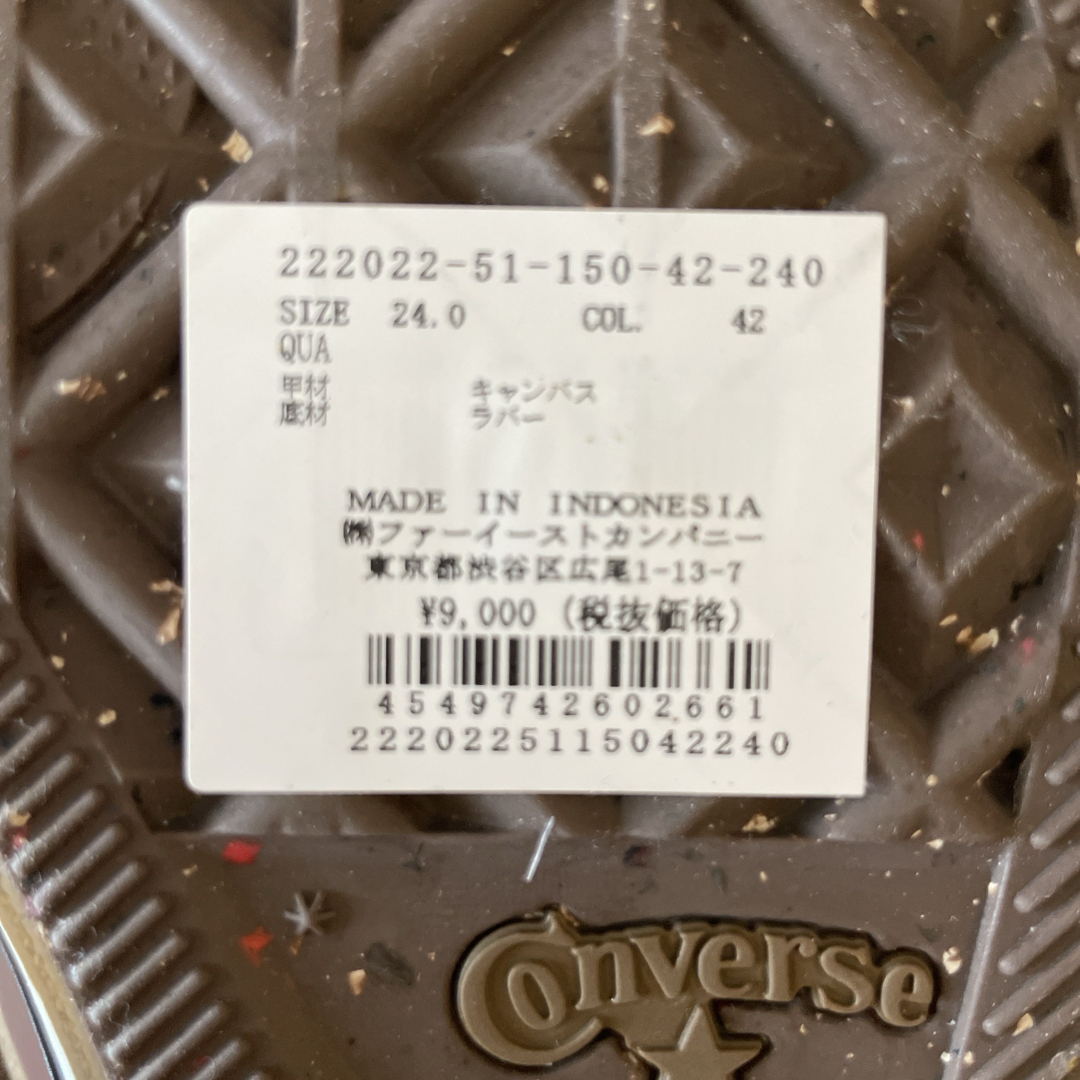 222022-51-150-42-240
SIZE 24.0 COL. 42
QUA
甲材 キャンバス
底材 ラバー
MADE IN INDONESIA
㈱ファーイーストカンパニー
東京都渋谷区広尾1-13-7
¥9,000 (税抜価格)
4549742602661
2220225115042240
Converse